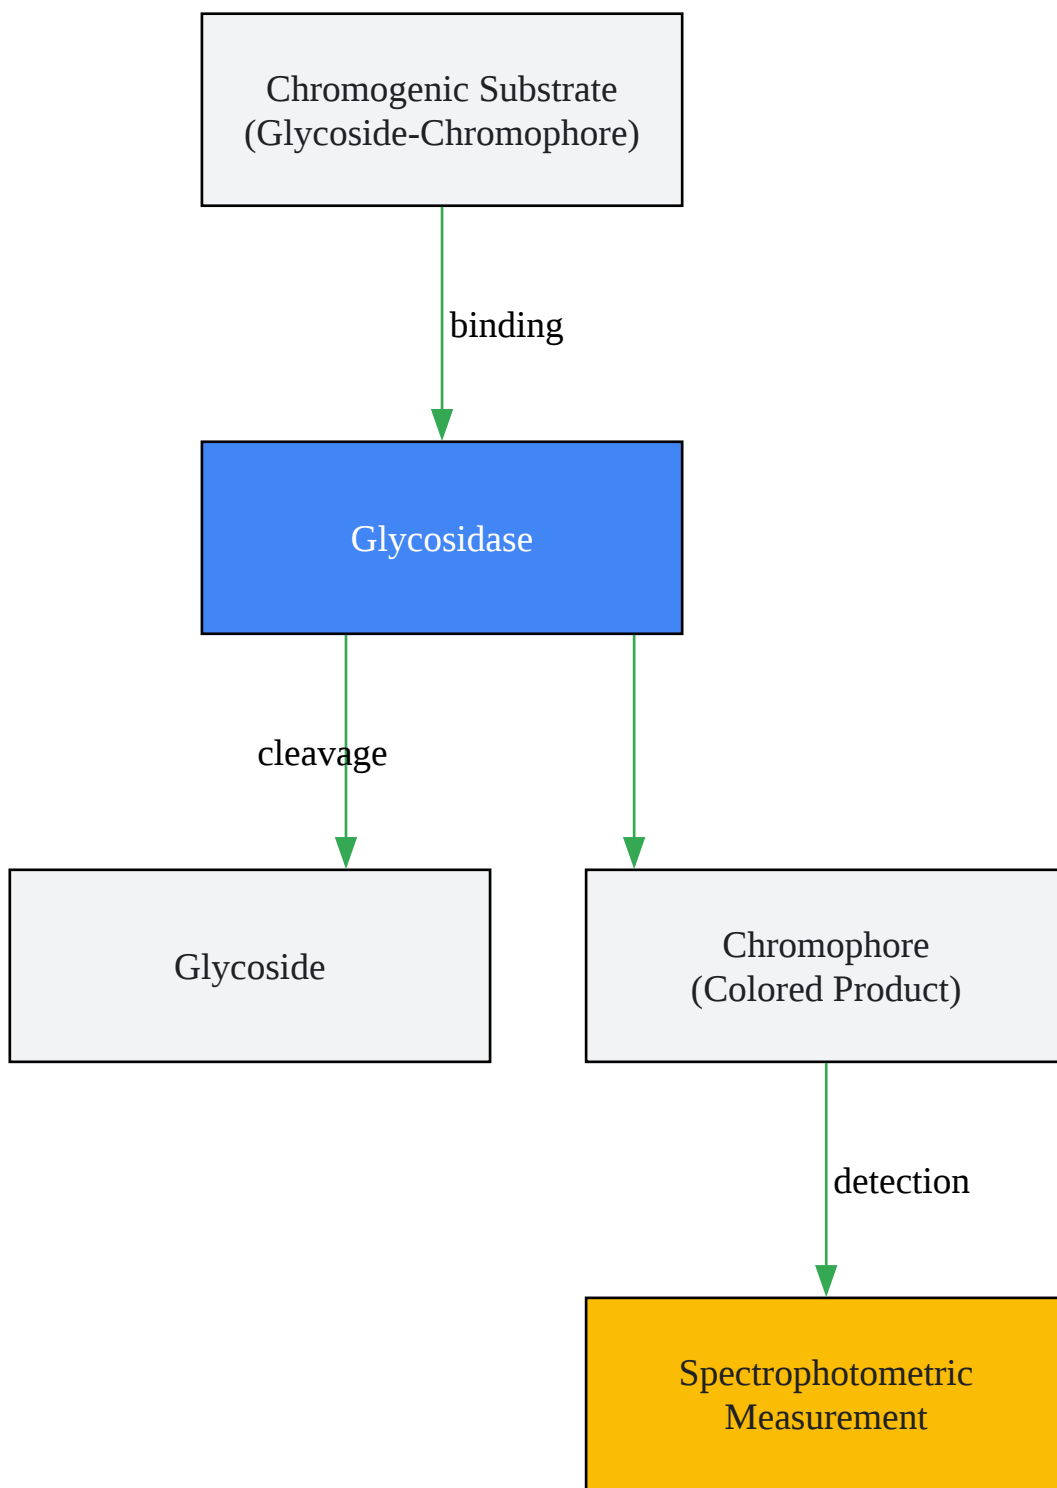 Chromogenic Substrate
(Glycoside-Chromophore)
binding
Glycosidase
cleavage
Glycoside
Chromophore
(Colored Product)
detection
Spectrophotometric
Measurement